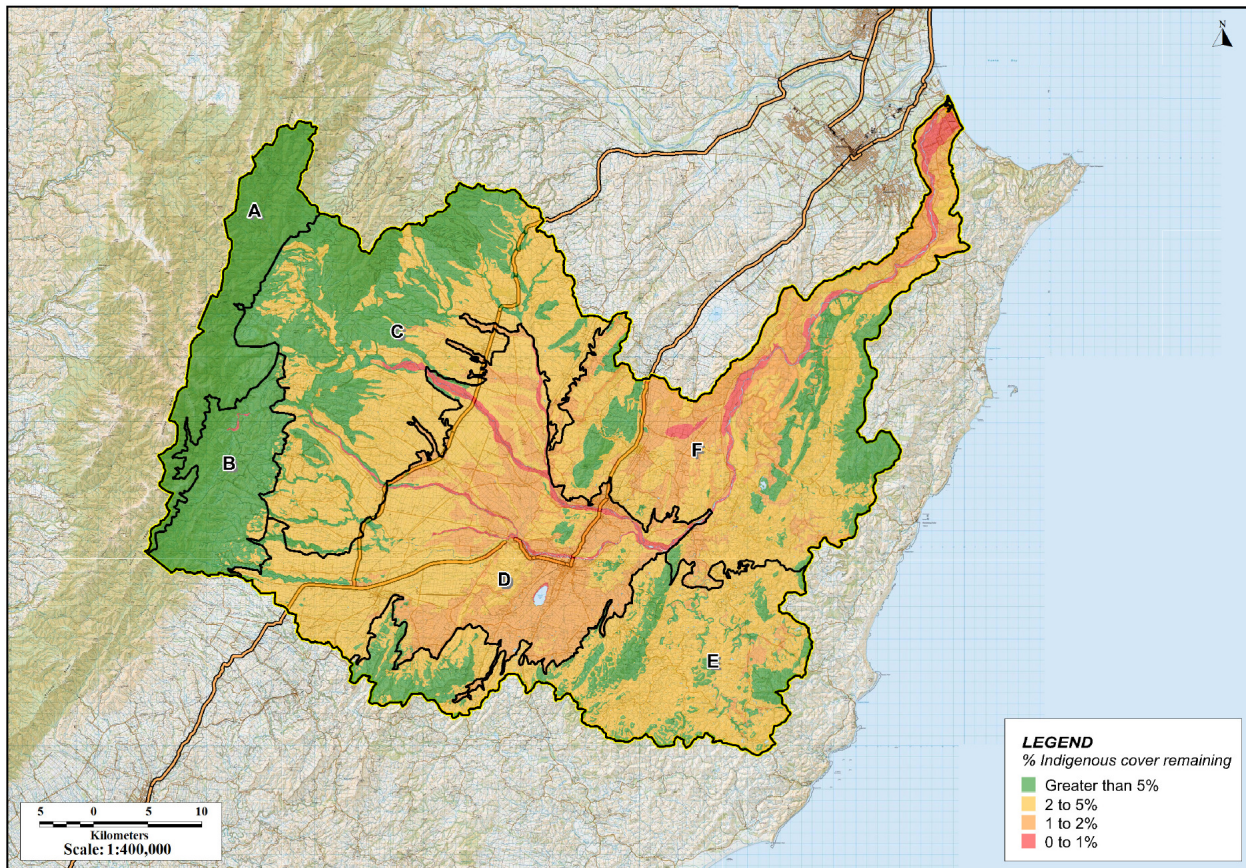 N
A
C
B
F
D
E
LEGEND
% Indigenous cover remaining
Greater than 5%
2 to 5%
1 to 2%
0 to 1%
5 0 5 10
Kilometers
Scale: 1:400,000